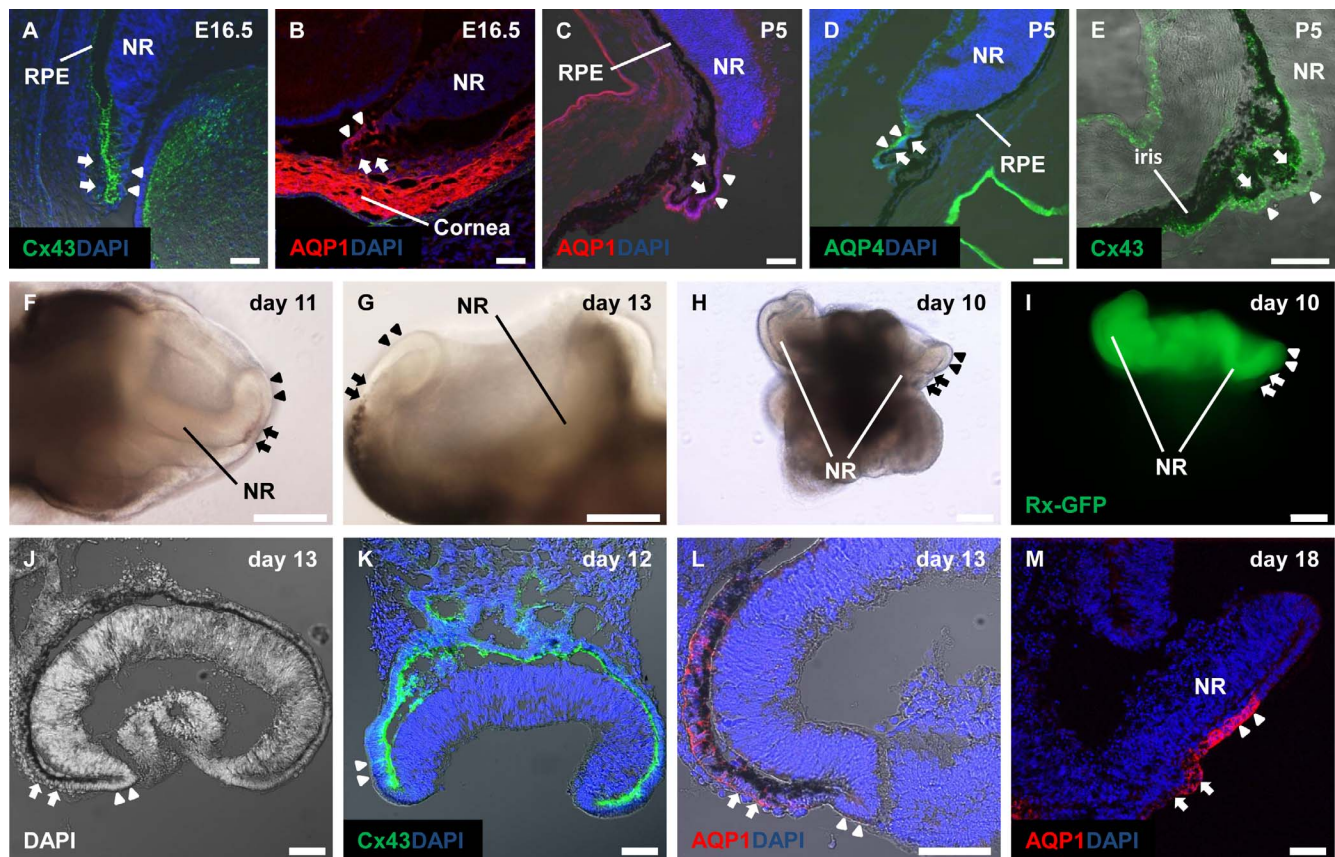 A E16.5
NR
RPE
Cx43DAPI
B E16.5
NR
Cornea
AQP1DAPI
C P5
RPE NR
AQP1DAPI
D P5
NR
RPE
AQP4DAPI
E P5
NR
iris
Cx43
F day 11
NR
G day 13
NR
H day 10
NR
I day 10
NR
Rx-GFP
J day 13
DAPI
K day 12
Cx43DAPI
L day 13
AQP1DAPI
M day 18
NR
AQP1DAPI